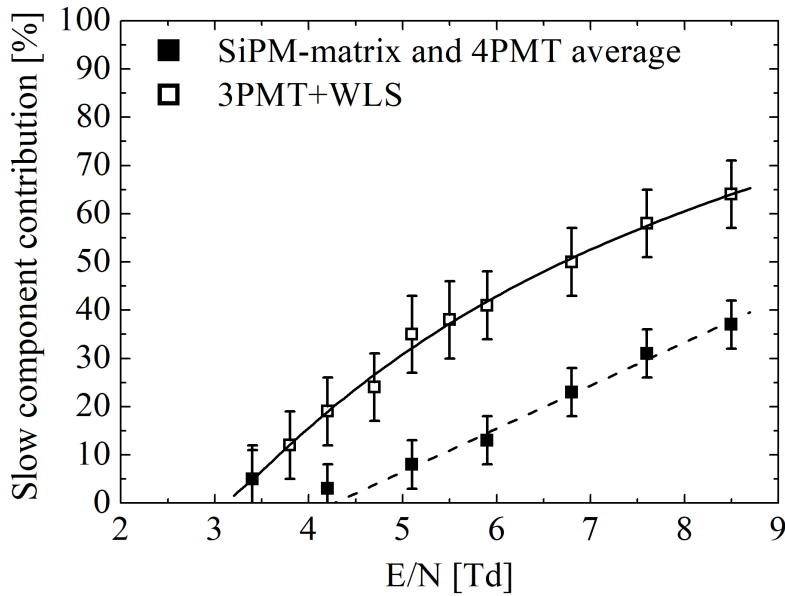 Slow component contribution [%]
100
90
80
70
60
50
40
30
20
10
0
SiPM-matrix and 4PMT average
3PMT+WLS
2 3 4 5 6 7 8 9
E/N [Td]